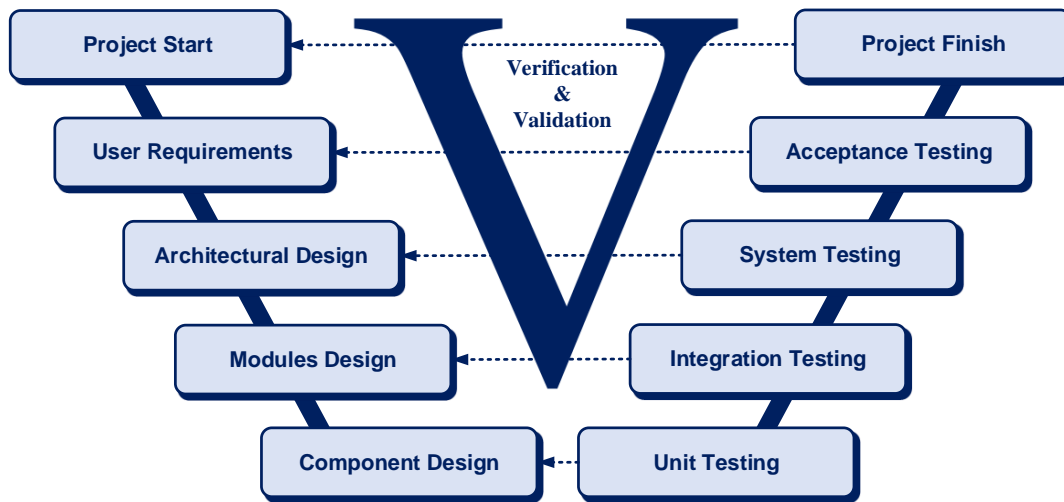 Project Start
Project Finish
V
Verification
&
Validation
User Requirements
Acceptance Testing
Architectural Design
System Testing
Modules Design
Integration Testing
Component Design
Unit Testing